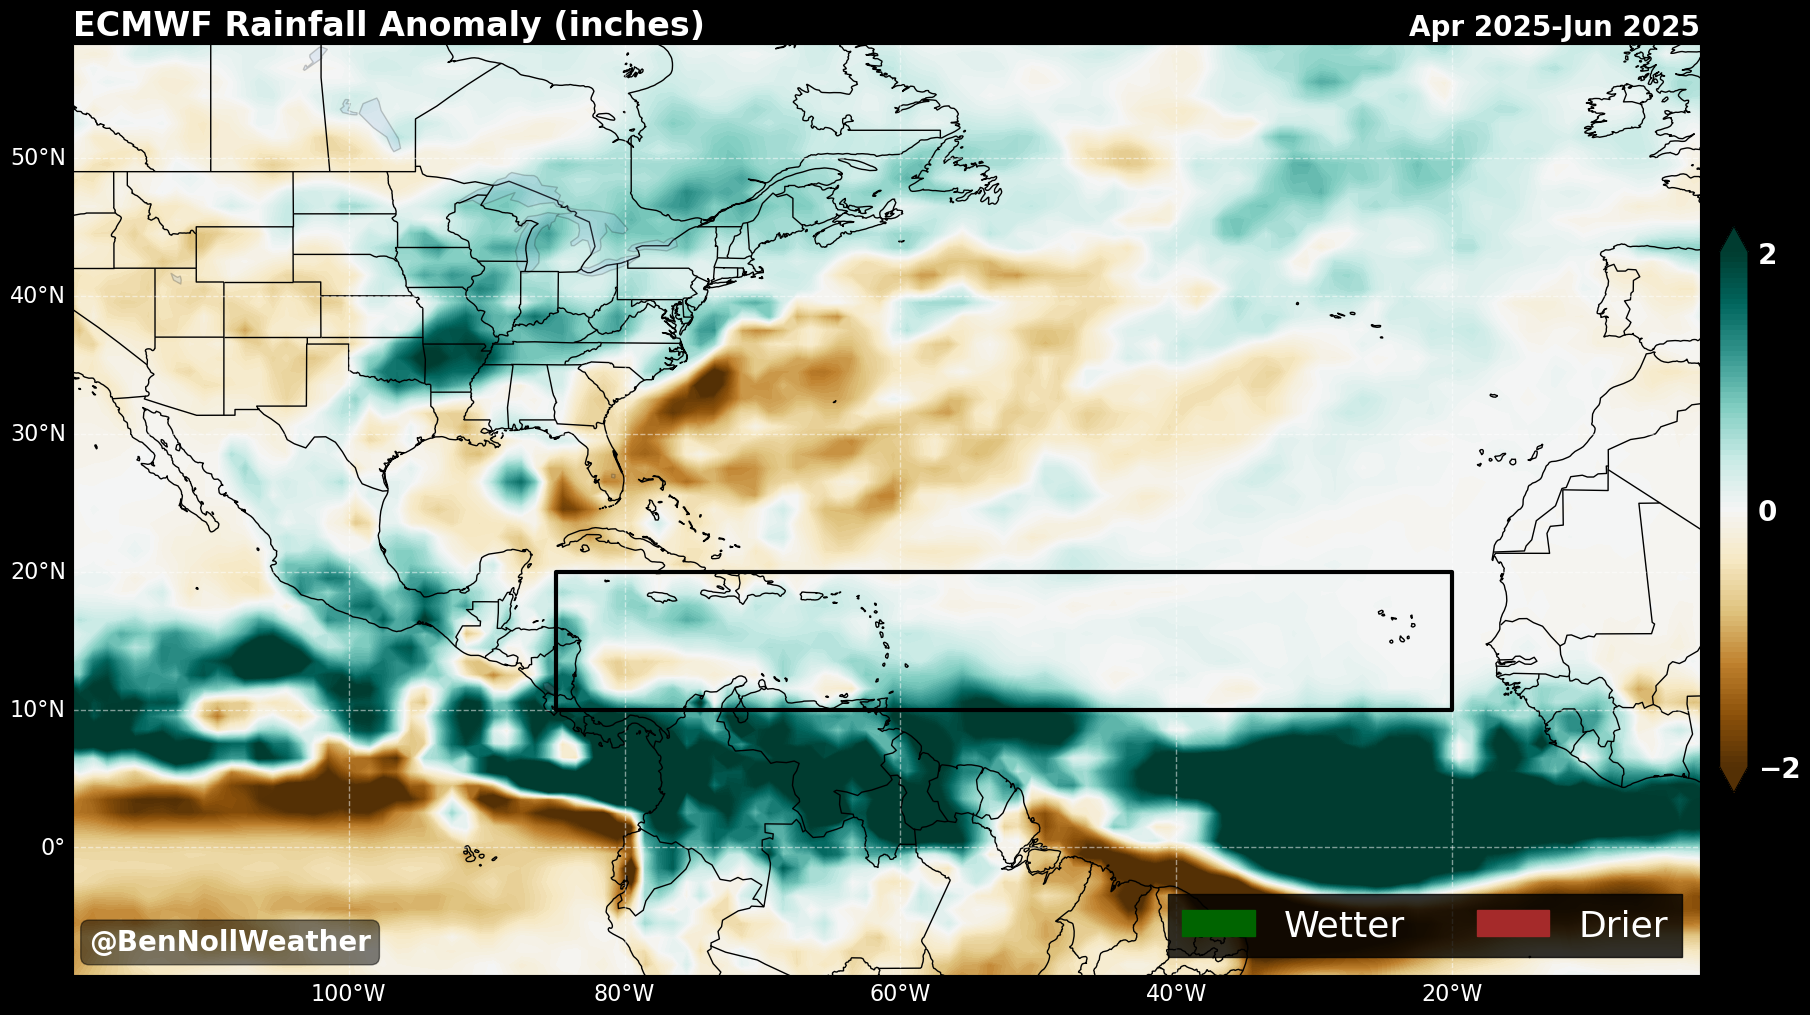 ECMWF Rainfall Anomaly (inches)
Apr 2025-Jun 2025
50°N
40°N
30°N
20°N
10°N
0°
2
0
−2
@BenNollWeather
Wetter
Drier
100°W
80°W
60°W
40°W
20°W